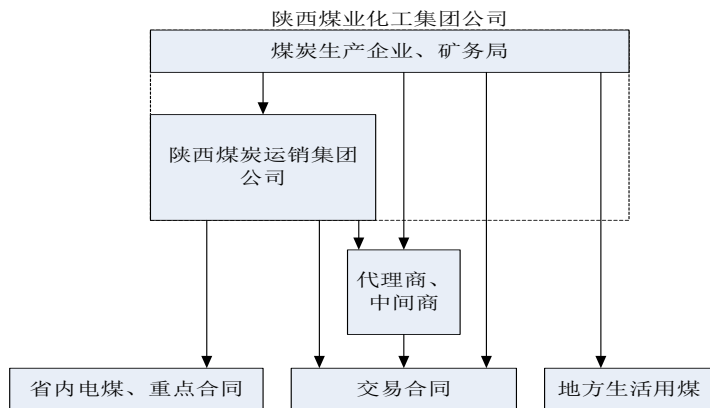 陕西煤业化工集团公司
煤炭生产企业、矿务局
陕西煤炭运销集团
公司
代理商、
中间商
省内电煤、重点合同
交易合同
地方生活用煤